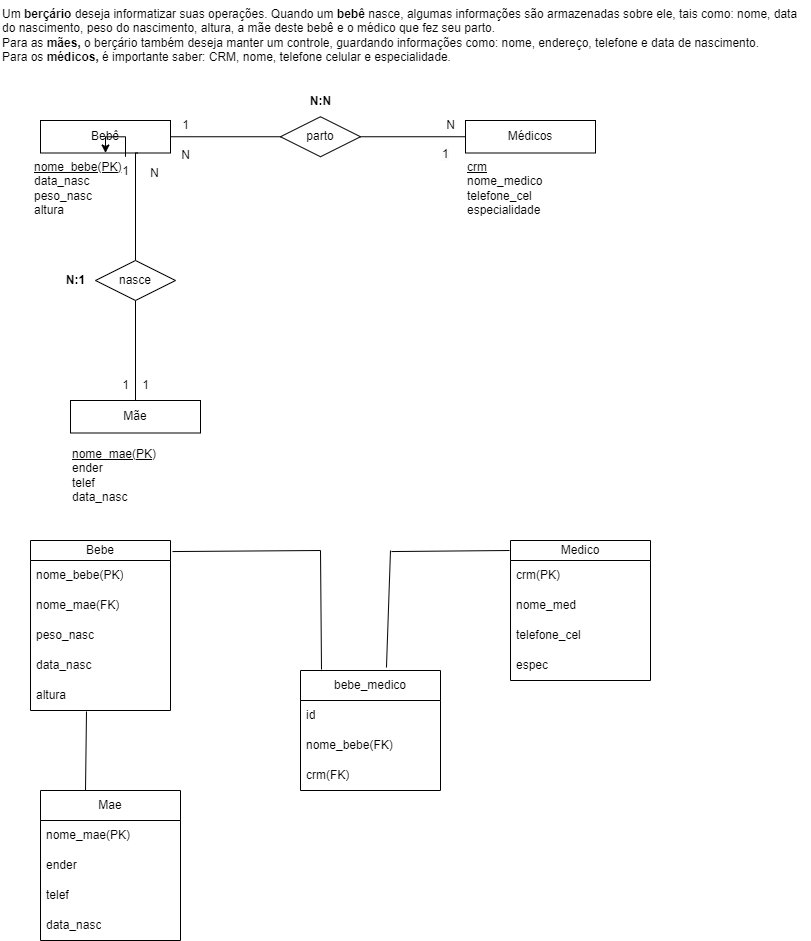 Um berçário deseja informatizar suas operações. Quando um bebê nasce, algumas informações são armazenadas sobre ele, tais como: nome, data
do nascimento, peso do nascimento, altura, a mãe deste bebê e o médico que fez seu parto.
Para as mães, o berçário também deseja manter um controle, guardando informações como: nome, endereço, telefone e data de nascimento.
Para os médicos, é importante saber: CRM, nome, telefone celular e especialidade.
N:N
Bebê
1
N
parto
N
1
Médicos
nome_bebe(PK)
data_nasc
peso_nasc
altura
1
N
crm
nome_medico
telefone_cel
especialidade
N:1
nasce
1
1
Mãe
nome_mae(PK)
ender
telef
data_nasc
Bebe
nome_bebe(PK)
nome_mae(FK)
peso_nasc
data_nasc
altura
Medico
crm(PK)
nome_med
telefone_cel
espec
bebe_medico
id
nome_bebe(FK)
crm(FK)
Mae
nome_mae(PK)
ender
telef
data_nasc